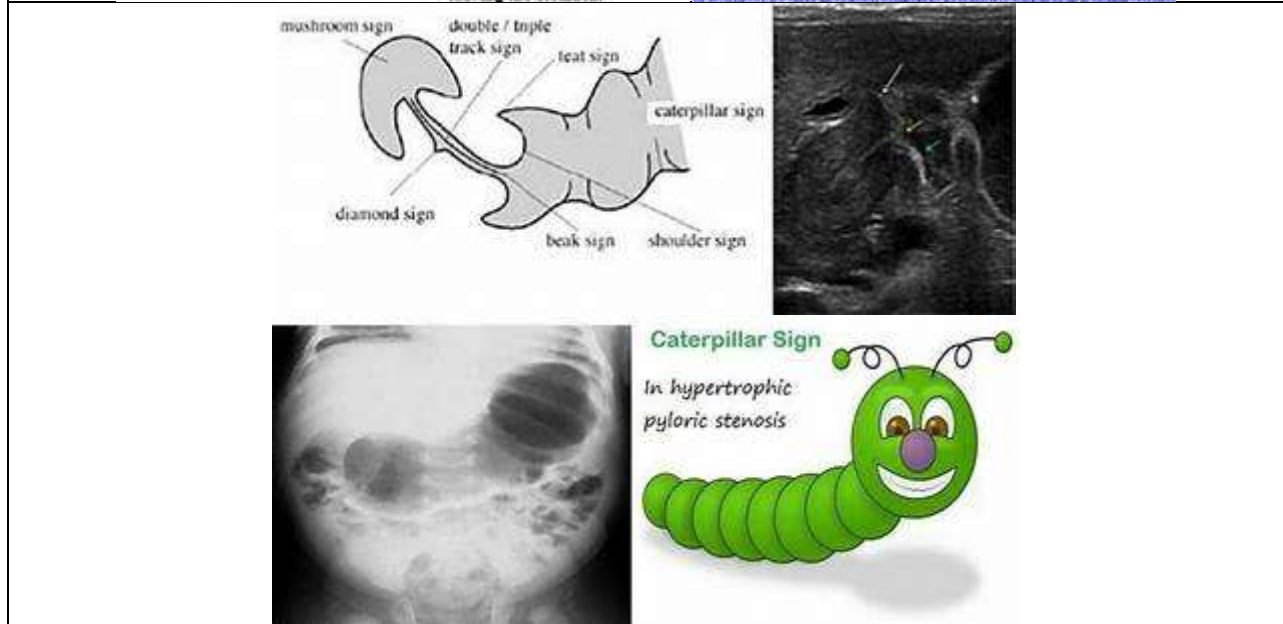 mushroom sign
double / triple
track sign
teat sign
caterpillar sign
diamond sign
beak sign
shoulder sign
Caterpillar Sign
In hypertrophic
pyloric stenosis